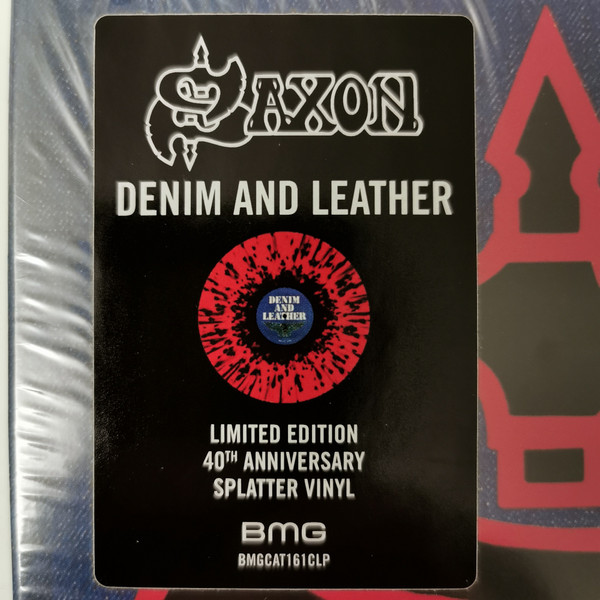 SAXON
DENIM AND LEATHER
DENIM
AND
LEATHER
LIMITED EDITION
40TH ANNIVERSARY
SPLATTER VINYL
BMG
BMGCAT161CLP